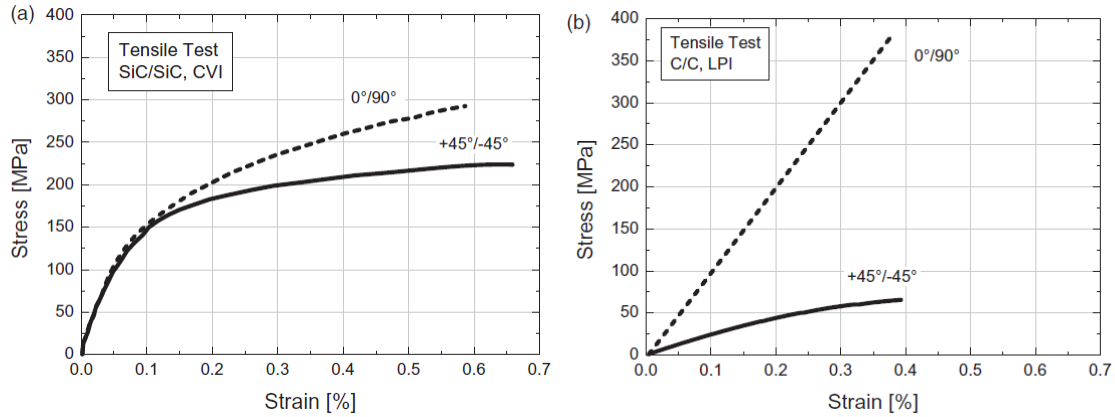 (a)
Tensile Test
SiC/SiC, CVI
0°/90°
+45°/-45°
Stress [MPa]
400
350
300
250
200
150
100
50
0
0.0 0.1 0.2 0.3 0.4 0.5 0.6 0.7
Strain [%]
(b)
Tensile Test
C/C, LPI
0°/90°
+45°/-45°
Stress [MPa]
400
350
300
250
200
150
100
50
0
0.0 0.1 0.2 0.3 0.4 0.5 0.6 0.7
Strain [%]